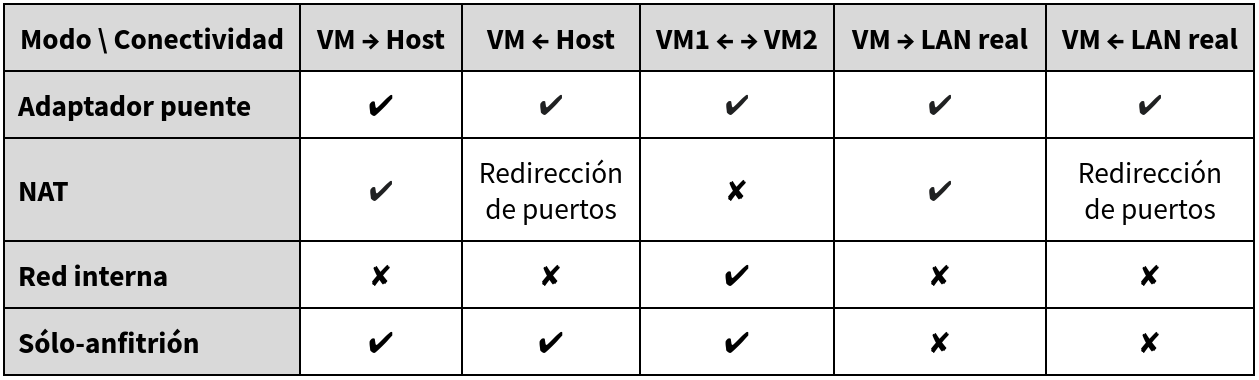 Modo \ Conectividad VM → Host VM ← Host VM1 ← → VM2 VM → LAN real VM ← LAN real
Adaptador puente ✔ ✔ ✔ ✔ ✔
NAT ✔ Redirección de puertos ✘ ✔ Redirección de puertos
Red interna ✘ ✘ ✔ ✘ ✘
Sólo-anfitrión ✔ ✔ ✔ ✘ ✘